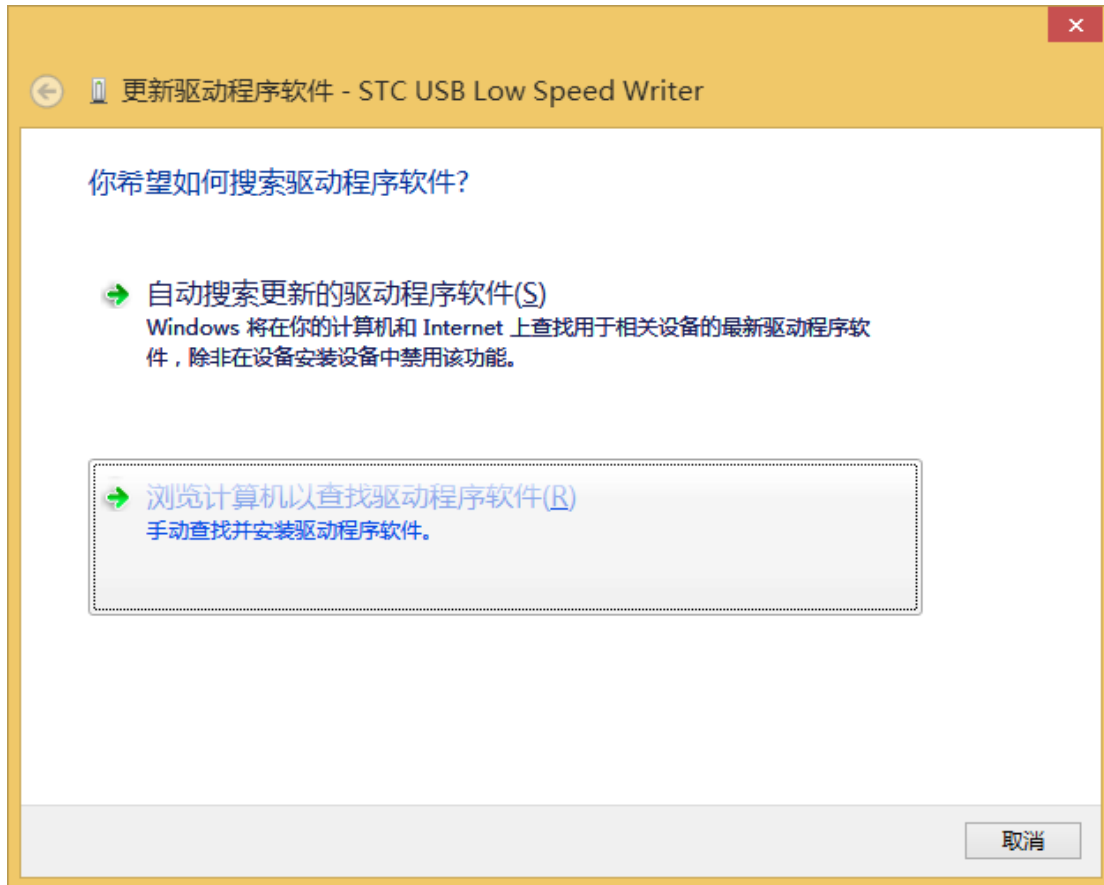 更新驱动程序软件 - STC USB Low Speed Writer
你希望如何搜索驱动程序软件?
自动搜索更新的驱动程序软件(S)
Windows 将在你的计算机和 Internet 上查找用于相关设备的最新驱动程序软
件，除非在设备安装设备中禁用该功能。
浏览计算机以查找驱动程序软件(R)
手动查找并安装驱动程序软件。
取消